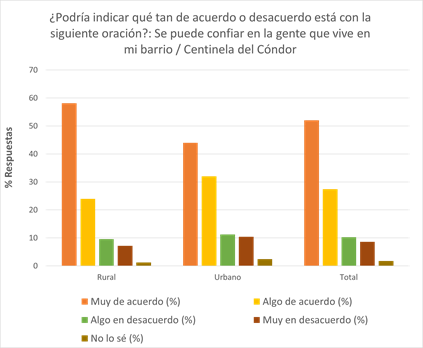 ¿Podría indicar qué tan de acuerdo o desacuerdo está con la
siguiente oración?: Se puede confiar en la gente que vive en
mi barrio / Centinela del Cóndor
% Respuestas
70
60
50
40
30
20
10
0
Rural Urbano Total
Muy de acuerdo (%) Algo de acuerdo (%)
Algo en desacuerdo (%) Muy en desacuerdo (%)
No lo sé (%)